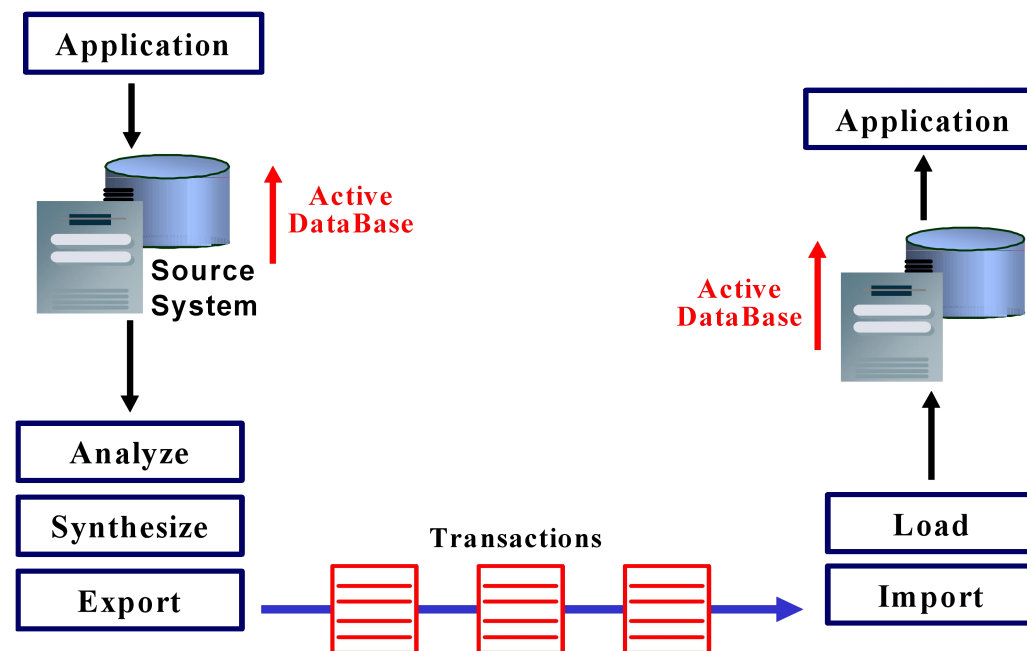 Application
Application
Active
DataBase
Source
System
Active
DataBase
Analyze
Synthesize
Export
Transactions
Load
Import